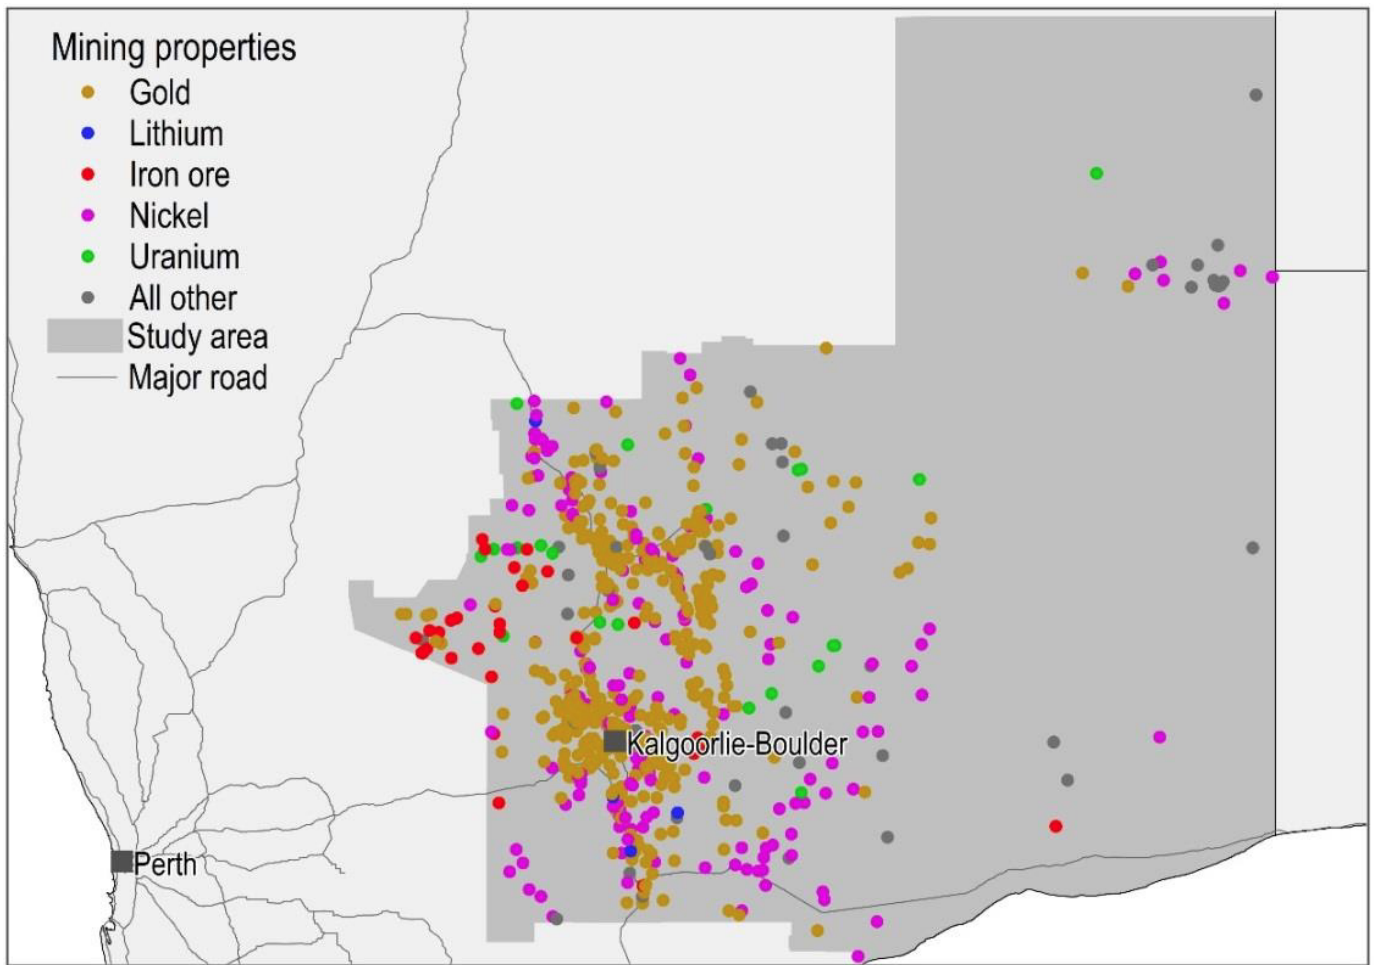 Mining properties
Gold
Lithium
Iron ore
Nickel
Uranium
All other
Study area
Major road
Kalgoorlie-Boulder
Perth